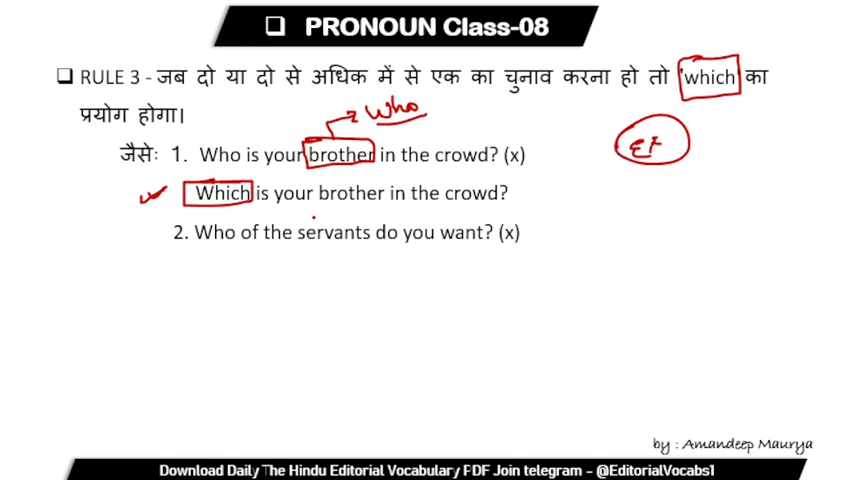 ❑ PRONOUN Class-08
❑ RULE 3 - जब दो या दो से अधिक में से एक का चुनाव करना हो तो 'which' का
प्रयोग होगा।
who
जैसेः 1. Who is your brother in the crowd? (x)
Which is your brother in the crowd?
2. Who of the servants do you want? (x)
by : Amandeep Maurya
Download Daily The Hindu Editorial Vocabulary PDF Join telegram - @EditorialVocabs1